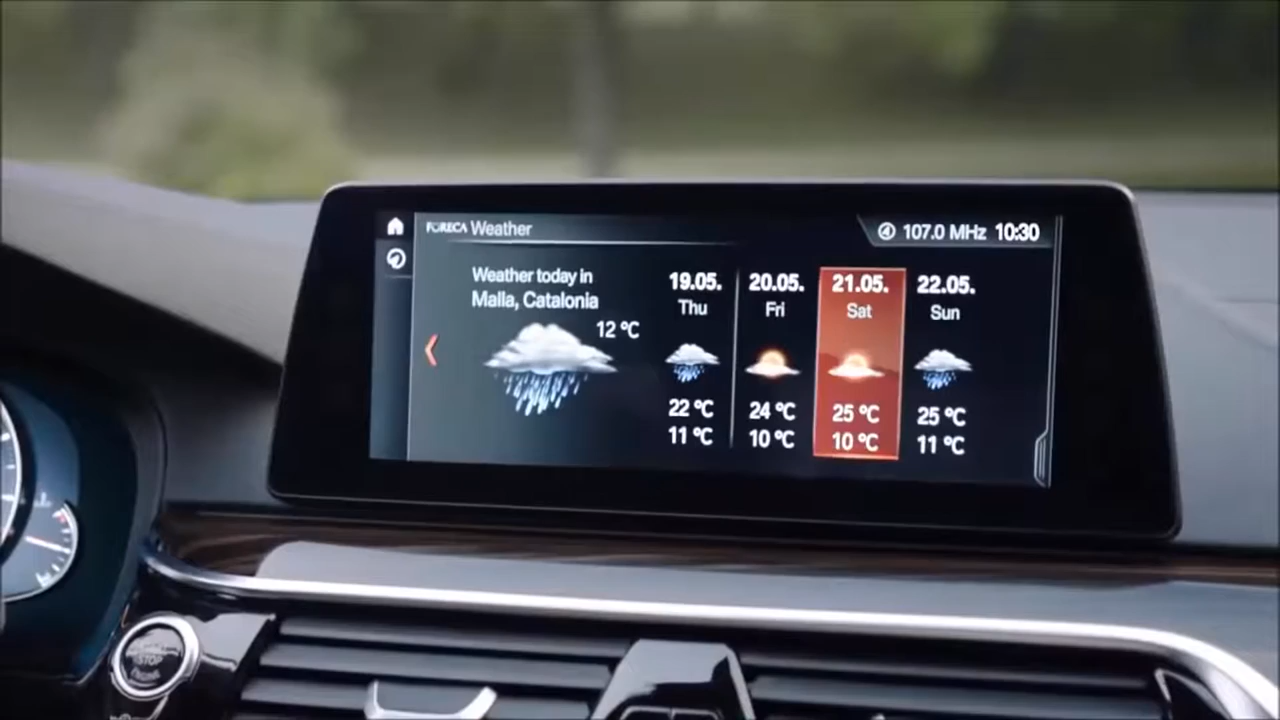 FORECA Weather
107.0 MHz 10:30
Weather today in
Malla, Catalonia
12 °C
19.05. 20.05. 21.05. 22.05.
Thu Fri Sat Sun
22 °C 24 °C 25 °C 25 °C
11 °C 10 °C 10 °C 11 °C
STOP